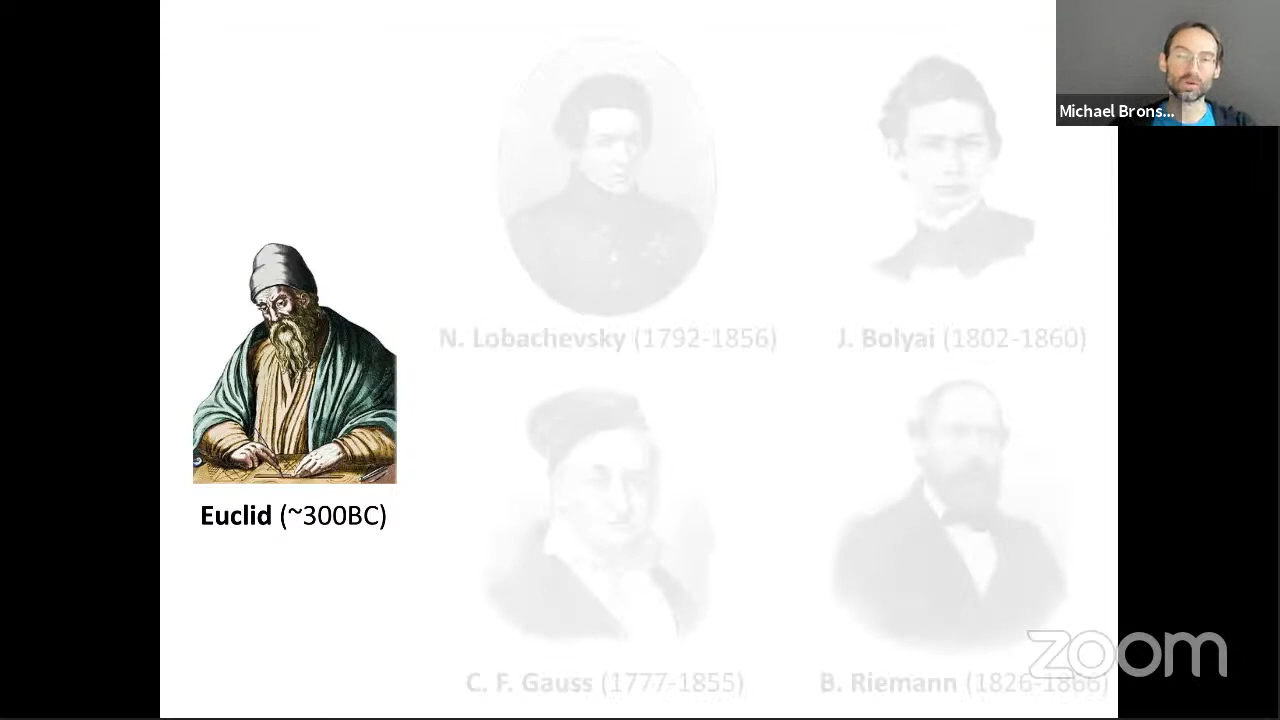 Michael Brons...
N. Lobachevsky (1792-1856)
J. Bolyai (1802-1860)
Euclid (~300BC)
C. F. Gauss (1777-1855)
B. Riemann (1826-1866)
zoom